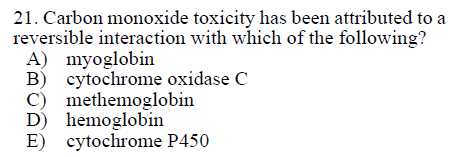 21. Carbon monoxide toxicity has been attributed to a
reversible interaction with which of the following?
A) myoglobin
B) cytochrome oxidase C
C) methemoglobin
D) hemoglobin
E) cytochrome P450